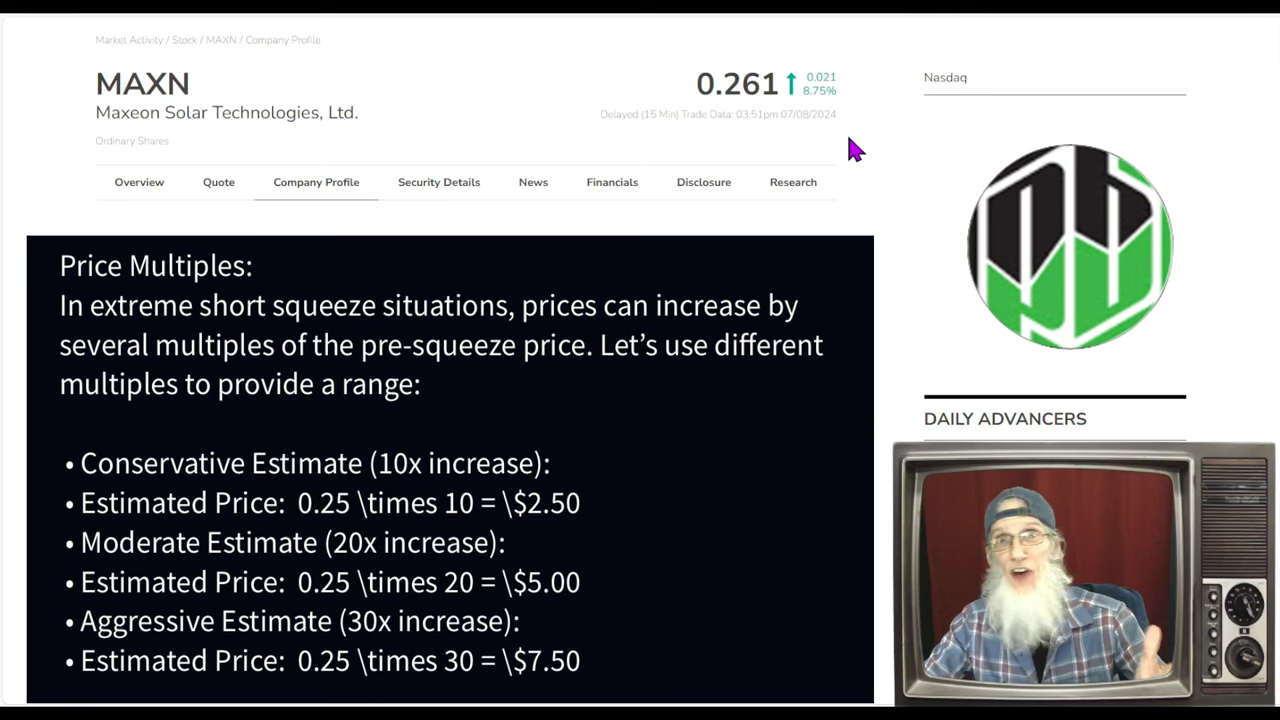 Market Activity / Stock / MAXN / Company Profile
MAXN
0.261
0.021
8.75%
Maxeon Solar Technologies, Ltd.
Delayed (15 Min) Trade Data: 03:51pm 07/08/2024
Ordinary Shares
Overview Quote Company Profile Security Details News Financials Disclosure Research
Nasdaq
DAILY ADVANCERS
Price Multiples:
In extreme short squeeze situations, prices can increase by
several multiples of the pre-squeeze price. Let’s use different
multiples to provide a range:
• Conservative Estimate (10x increase):
• Estimated Price: 0.25 \times 10 = \$2.50
• Moderate Estimate (20x increase):
• Estimated Price: 0.25 \times 20 = \$5.00
• Aggressive Estimate (30x increase):
• Estimated Price: 0.25 \times 30 = \$7.50